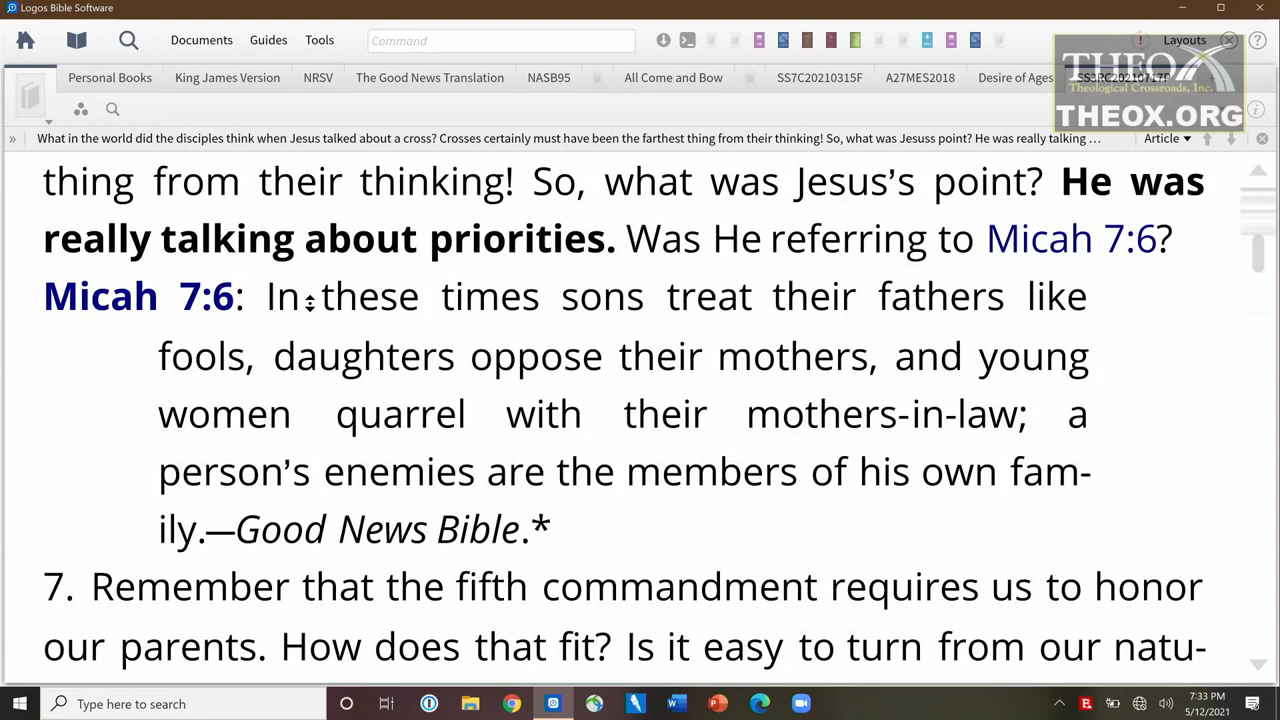 Logos Bible Software
Documents Guides Tools Command Layouts
Personal Books King James Version NRSV The Good News Translation NASB95 All Come and Bow SS7C20210315F A27MES2018 Desire of Ages SS3RC20210717P
THEOX
Theological Crossroads, Inc.
THEOX.ORG
» What in the world did the disciples think when Jesus talked about a cross? Crosses certainly must have been the farthest thing from their thinking! So, what was Jesuss point? He was really talking ... Article
thing from their thinking! So, what was Jesus’s point? He was
really talking about priorities. Was He referring to Micah 7:6?
Micah 7:6: In these times sons treat their fathers like
fools, daughters oppose their mothers, and young
women quarrel with their mothers-in-law; a
person’s enemies are the members of his own fam-
ily.—Good News Bible.*
7. Remember that the fifth commandment requires us to honor
our parents. How does that fit? Is it easy to turn from our natu-
Type here to search
7:33 PM
5/12/2021